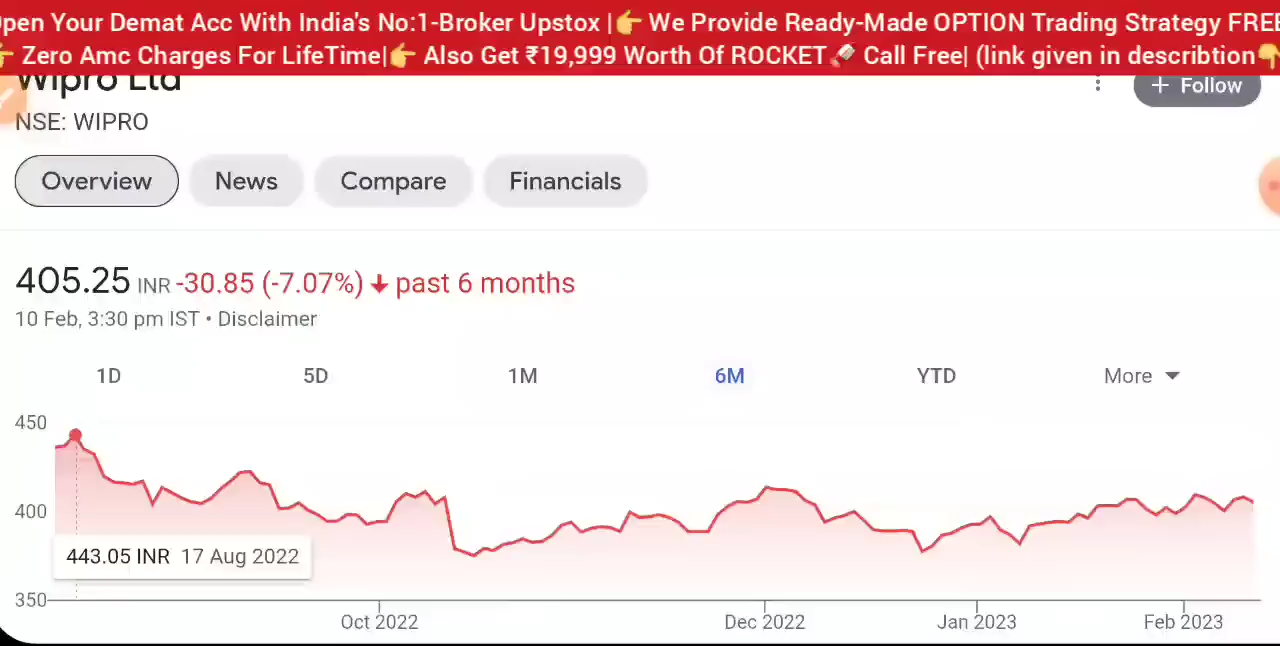 Open Your Demat Acc With India's No:1-Broker Upstox |👉 We Provide Ready-Made OPTION Trading Strategy FREE
👉 Zero Amc Charges For LifeTime|👉 Also Get ₹19,999 Worth Of ROCKET🚀 Call Free| (link given in describtion👇
Wipro Ltd
+ Follow
NSE: WIPRO
Overview News Compare Financials
405.25 INR -30.85 (-7.07%) ↓ past 6 months
10 Feb, 3:30 pm IST • Disclaimer
1D 5D 1M 6M YTD More
450
400
443.05 INR 17 Aug 2022
350
Oct 2022 Dec 2022 Jan 2023 Feb 2023